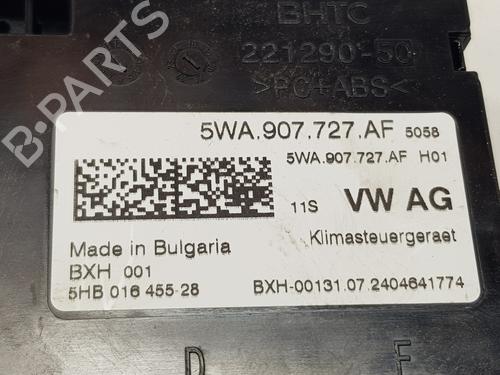 BHTC
221290-50
>PC+ABS<
5WA.907.727.AF 5058
5WA.907.727.AF H01
11S VW AG
Made in Bulgaria
Klimasteuergeraet
BXH 001
5HB 016 455-28
BXH-00131.07.2404641774
D F
B-PARTS